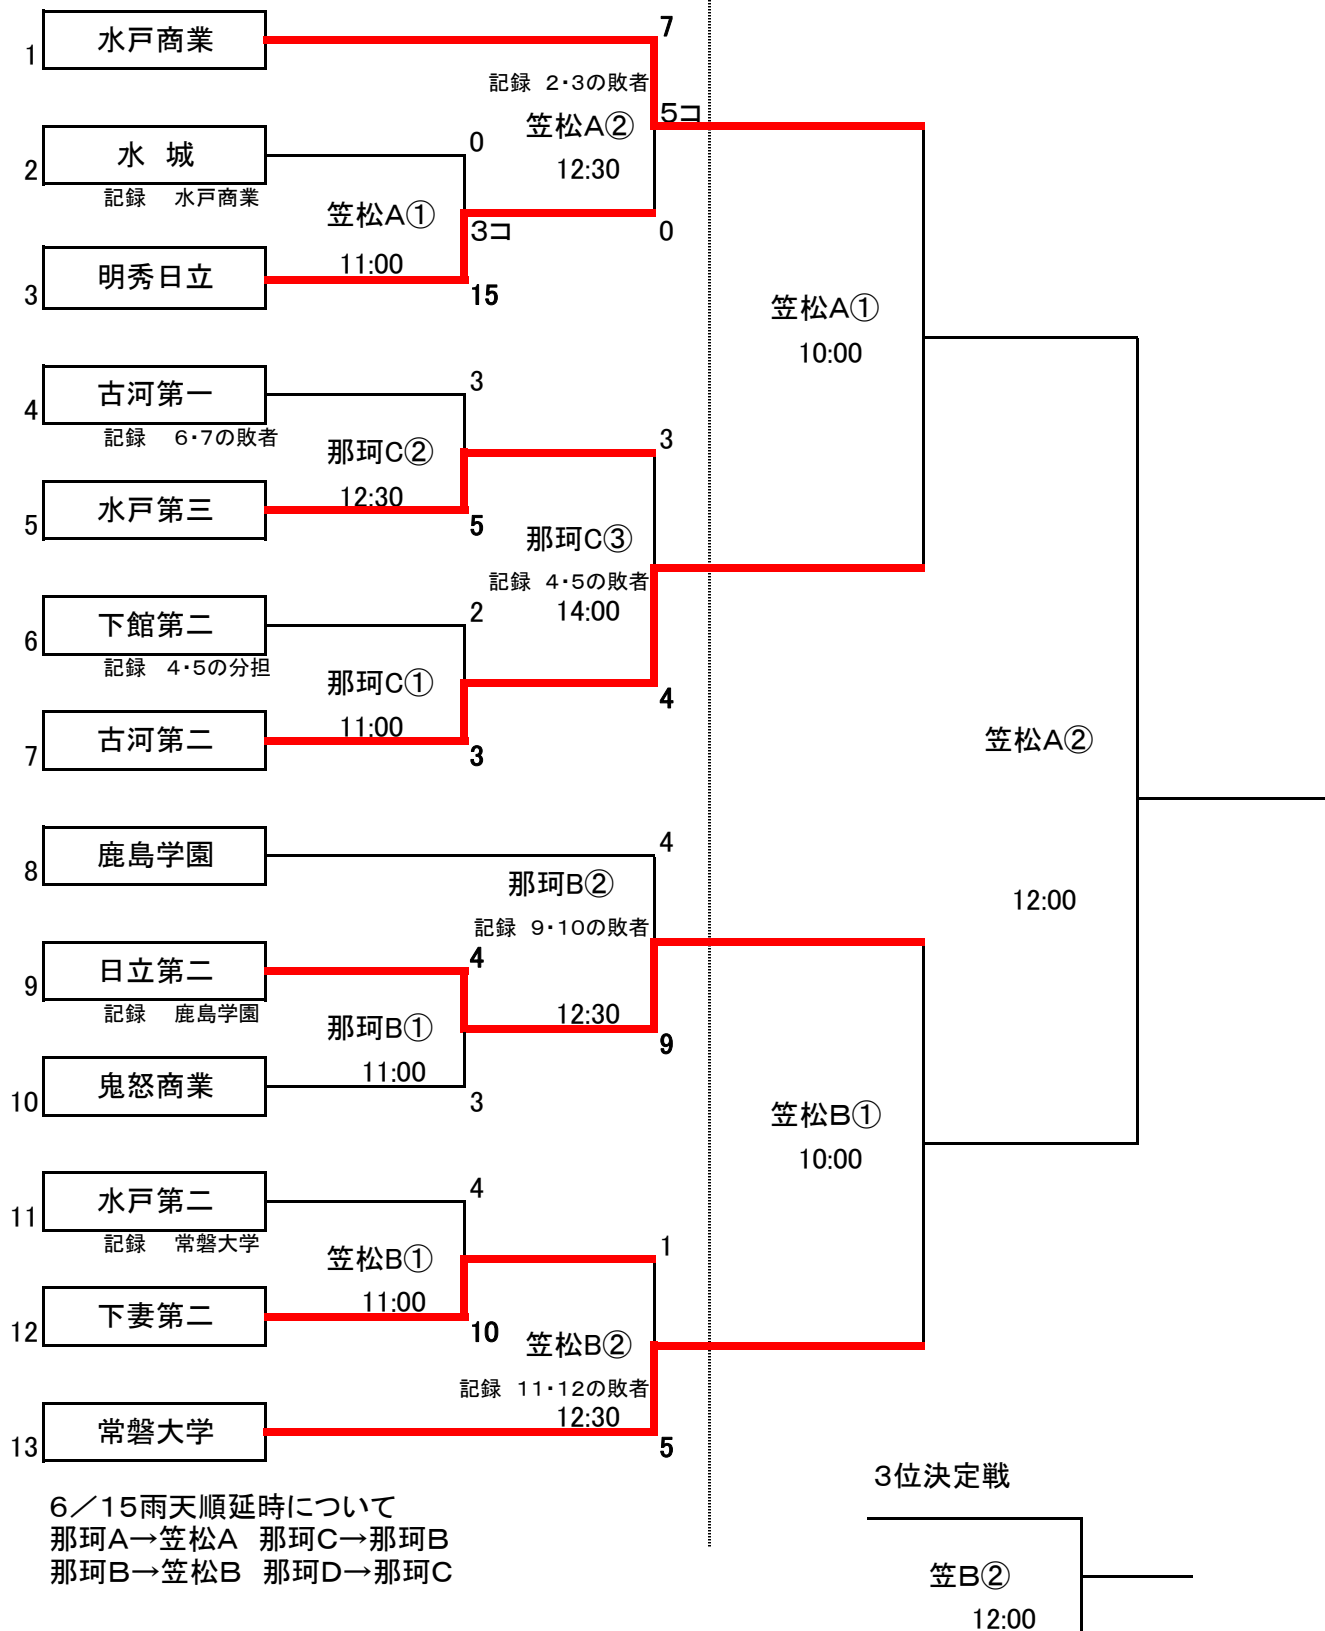 7
水戸商業
1
記録 2・3の敗者
5コ
笠松A②
0
12:30
水 城
2
記録 水戸商業
笠松A①
3コ
0
11:00
明秀日立
3
15
笠松A①
10:00
古河第一
3
4
記録 6・7の敗者
那珂C②
3
12:30
水戸第三
5
5
那珂C③
記録 4・5の敗者
14:00
下館第二
2
6
記録 4・5の分担
那珂C①
4
11:00
古河第二
7
3
笠松A②
12:00
鹿島学園
4
8
那珂B②
記録 9・10の敗者
日立第二
4
9
記録 鹿島学園
12:30
那珂B①
9
11:00
鬼怒商業
10
3
笠松B①
10:00
水戸第二
4
11
記録 常磐大学
1
笠松B①
11:00
下妻第二
12
10
笠松B②
記録 11・12の敗者
12:30
常磐大学
13
5
3位決定戦
6／15雨天順延時について
那珂A→笠松A 那珂C→那珂B
那珂B→笠松B 那珂D→那珂C
笠B②
12:00